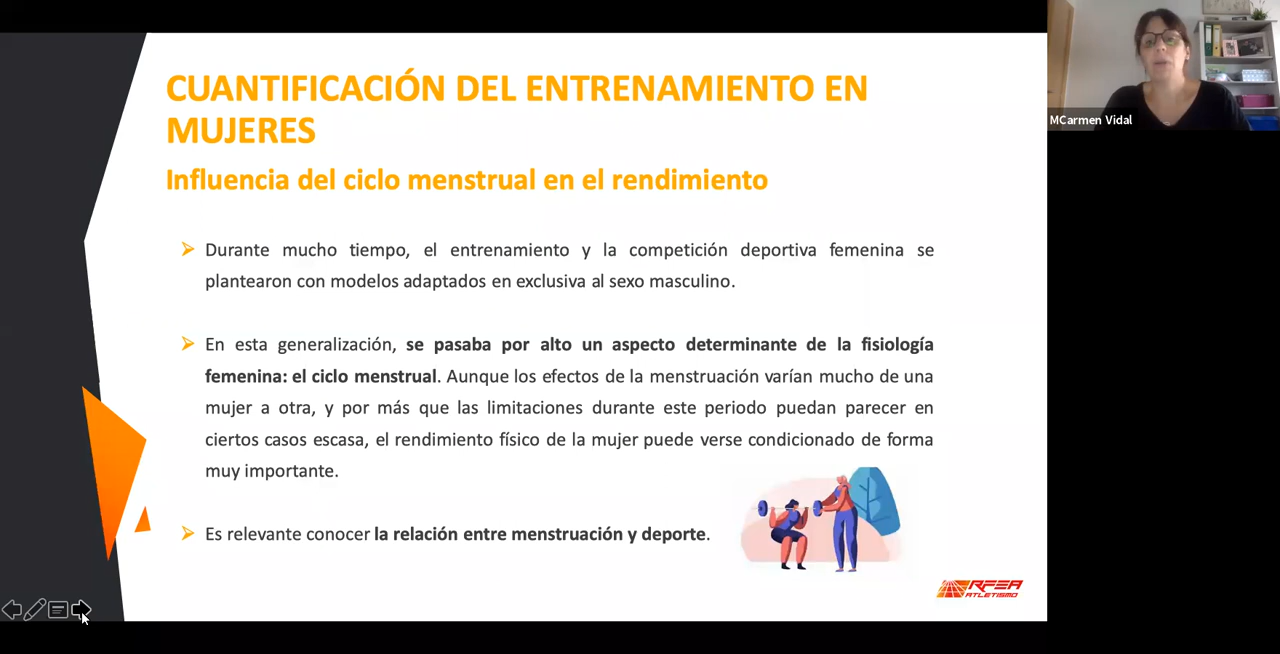 CUANTIFICACIÓN DEL ENTRENAMIENTO EN
MUJERES
Influencia del ciclo menstrual en el rendimiento
Durante mucho tiempo, el entrenamiento y la competición deportiva femenina se
plantearon con modelos adaptados en exclusiva al sexo masculino.
En esta generalización, se pasaba por alto un aspecto determinante de la fisiología
femenina: el ciclo menstrual. Aunque los efectos de la menstruación varían mucho de una
mujer a otra, y por más que las limitaciones durante este periodo puedan parecer en
ciertos casos escasa, el rendimiento físico de la mujer puede verse condicionado de forma
muy importante.
Es relevante conocer la relación entre menstruación y deporte.
RFEA
ATLETISMO
MCarmen Vidal